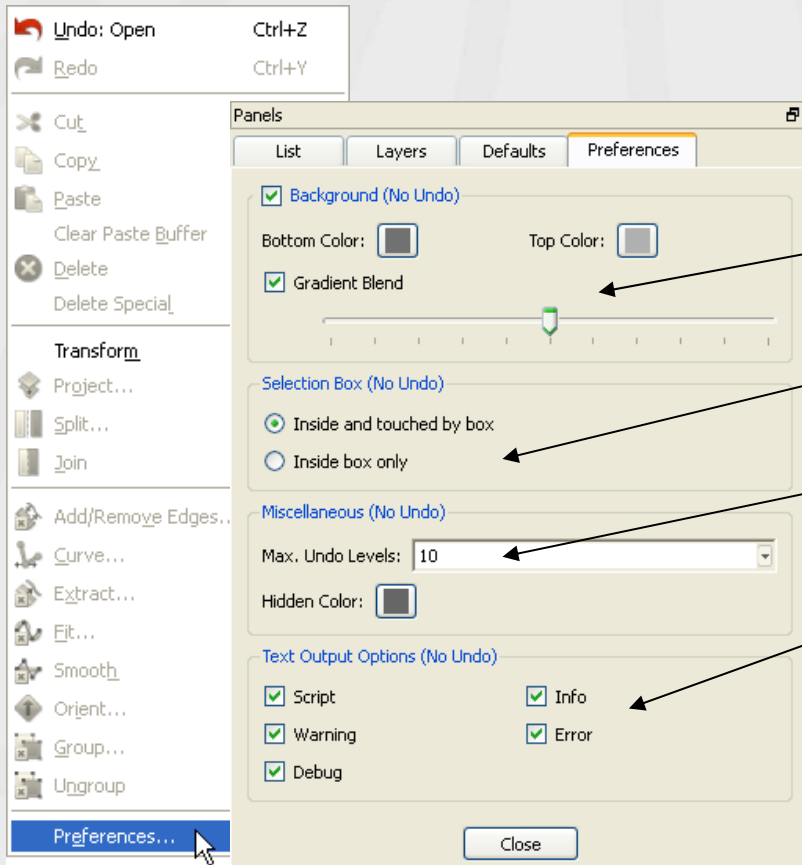 Undo: Open Ctrl+Z
Redo Ctrl+Y
Cut
Copy
Paste
Clear Paste Buffer
Delete
Delete Special
Transform
Project...
Split...
Join
Add/Remove Edges..
Curve...
Extract...
Fit...
Smooth
Orient...
Group...
Ungroup
Preferences...
Panels
List Layers Defaults Preferences
Background (No Undo)
Bottom Color: Top Color:
Gradient Blend
Selection Box (No Undo)
Inside and touched by box
Inside box only
Miscellaneous (No Undo)
Max. Undo Levels: 10
Hidden Color:
Text Output Options (No Undo)
Script Info
Warning Error
Debug
Close